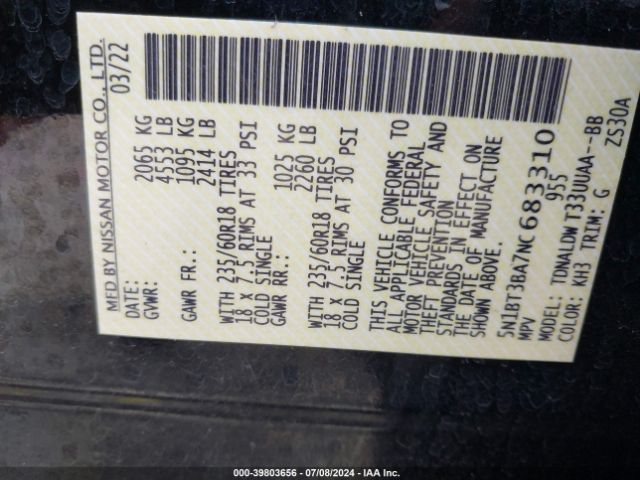 MFD BY NISSAN MOTOR CO., LTD.
DATE: 03/22
GVWR: 2065 KG
4553 LB
GAWR FR.: 1095 KG
2414 LB
WITH 235/60R18 TIRES
18 x 7.5 RIMS AT 33 PSI
COLD SINGLE
GAWR RR.: 1025 KG
2260 LB
WITH 235/60R18 TIRES
18 x 7.5 RIMS AT 30 PSI
COLD SINGLE
THIS VEHICLE CONFORMS TO
ALL APPLICABLE FEDERAL
MOTOR VEHICLE SAFETY AND
THEFT PREVENTION
STANDARDS IN EFFECT ON
THE DATE OF MANUFACTURE
SHOWN ABOVE.
5N1BT3BA7NC683310
MPV 955
MODEL: TDNALDW T33UUAA--BB
COLOR: KH3 TRIM: G ZS30A
000-39803656 - 07/08/2024 - IAA Inc.